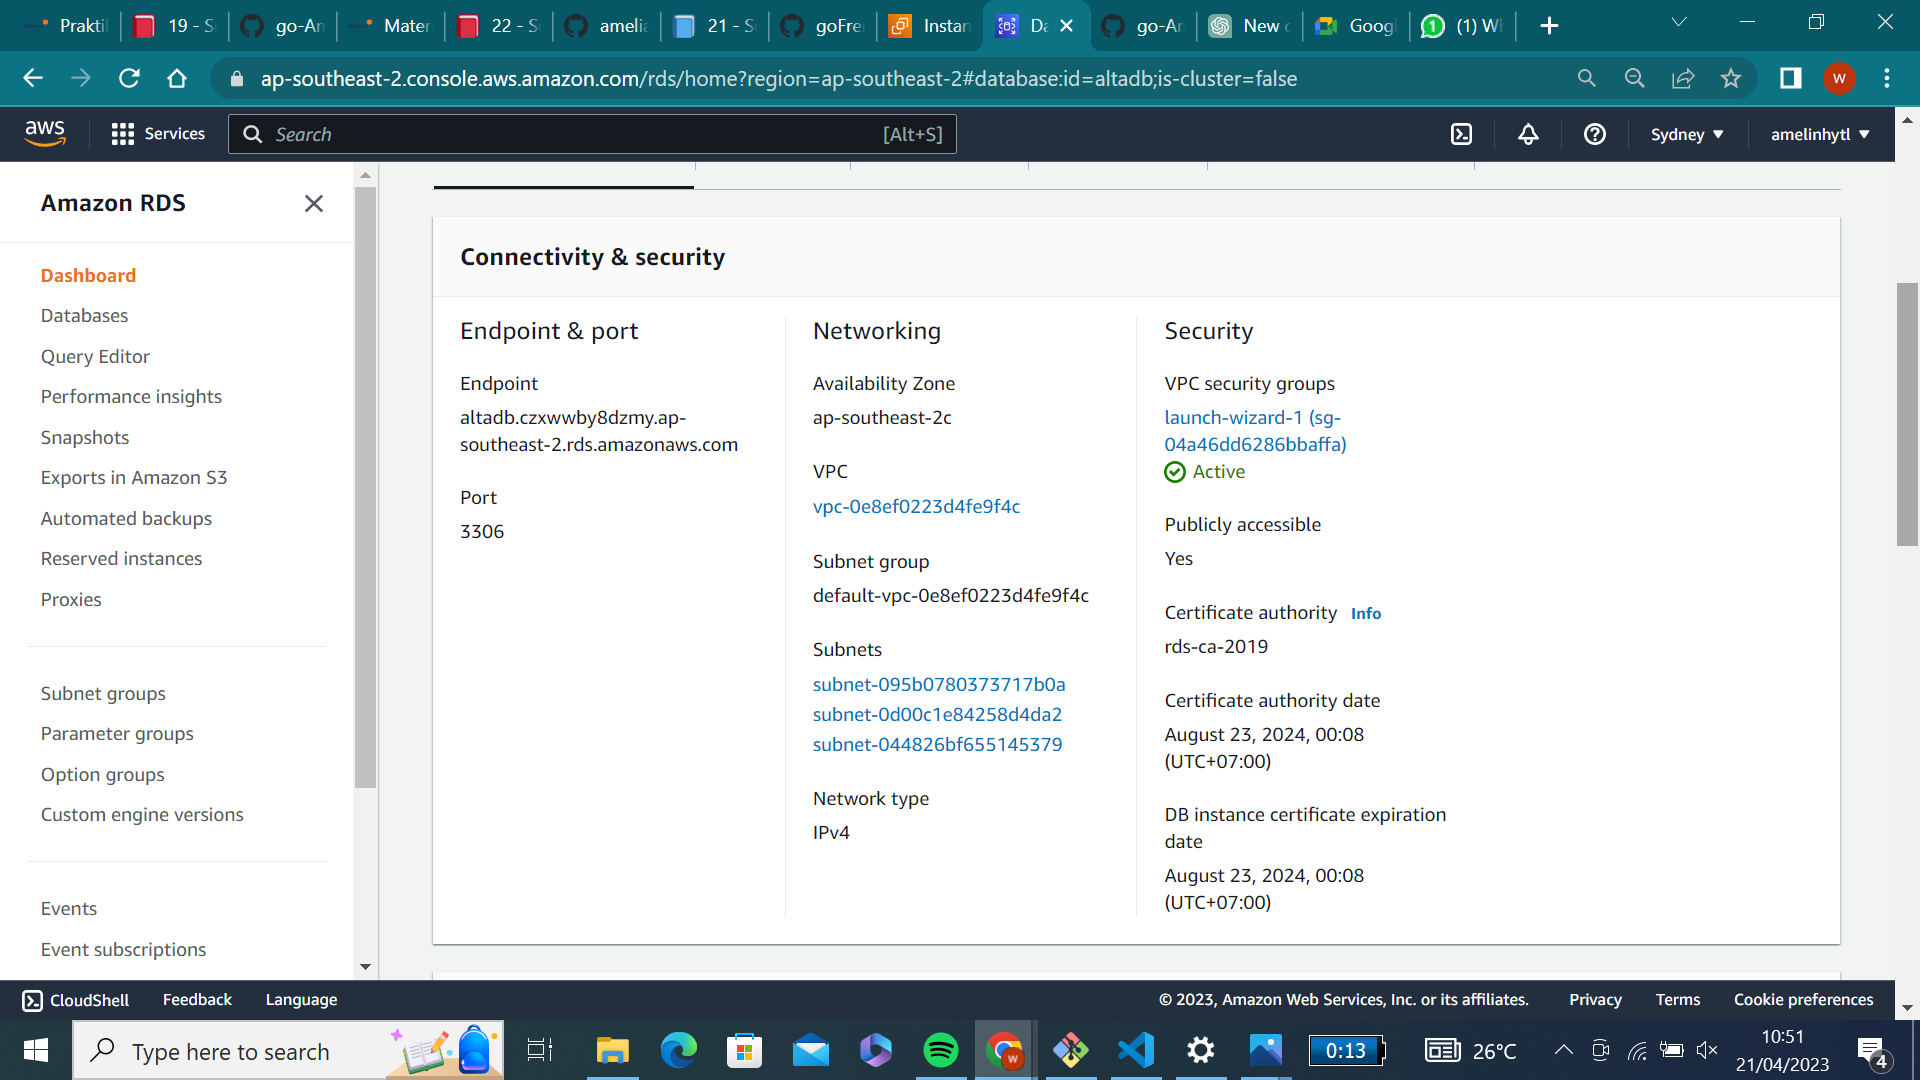 Prakti
19 - S
go-An
Mater
22 - S
amelia
21 - S
goFre
Instan
Da
go-An
New c
Googl
(1) Wh
ap-southeast-2.console.aws.amazon.com/rds/home?region=ap-southeast-2#database:id=altadb;is-cluster=false
W
aws
Services
Search
[Alt+S]
Sydney
amelinhytl
Amazon RDS
Dashboard
Databases
Query Editor
Performance insights
Snapshots
Exports in Amazon S3
Automated backups
Reserved instances
Proxies
Subnet groups
Parameter groups
Option groups
Custom engine versions
Events
Event subscriptions
Connectivity & security
Endpoint & port
Endpoint
altadb.czxwwby8dzmy.ap-
southeast-2.rds.amazonaws.com
Port
3306
Networking
Availability Zone
ap-southeast-2c
VPC
vpc-0e8ef0223d4fe9f4c
Subnet group
default-vpc-0e8ef0223d4fe9f4c
Subnets
subnet-095b0780373717b0a
subnet-0d00c1e84258d4da2
subnet-044826bf655145379
Network type
IPv4
Security
VPC security groups
launch-wizard-1 (sg-
04a46dd6286bbaffa)
Active
Publicly accessible
Yes
Certificate authority Info
rds-ca-2019
Certificate authority date
August 23, 2024, 00:08
(UTC+07:00)
DB instance certificate expiration
date
August 23, 2024, 00:08
(UTC+07:00)
CloudShell
Feedback
Language
© 2023, Amazon Web Services, Inc. or its affiliates.
Privacy
Terms
Cookie preferences
Type here to search
W
0:13
26°C
10:51
21/04/2023
4